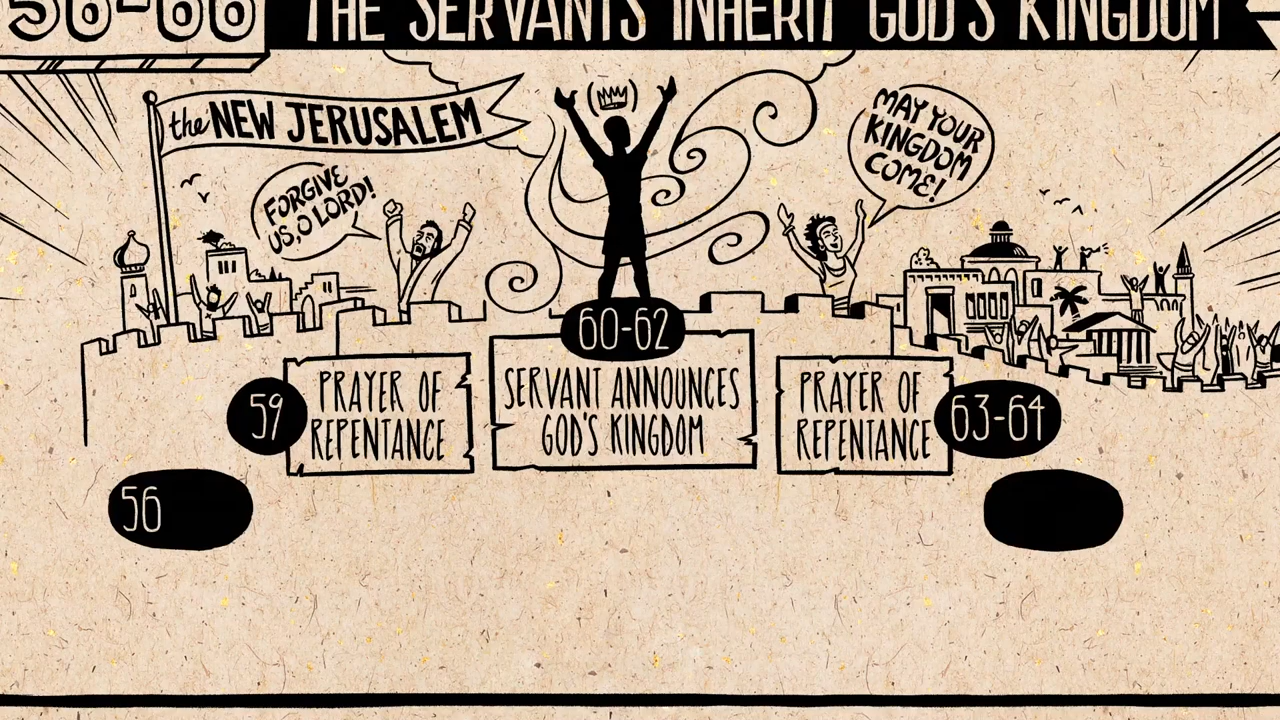 56-66
THE SERVANTS INHERIT GOD'S KINGDOM
the NEW JERUSALEM
FORGIVE
US, O LORD!
MAY YOUR
KINGDOM
COME!
60-62
59
PRAYER OF
REPENTANCE
SERVANT ANNOUNCES
GOD'S KINGDOM
PRAYER OF
REPENTANCE
63-64
56